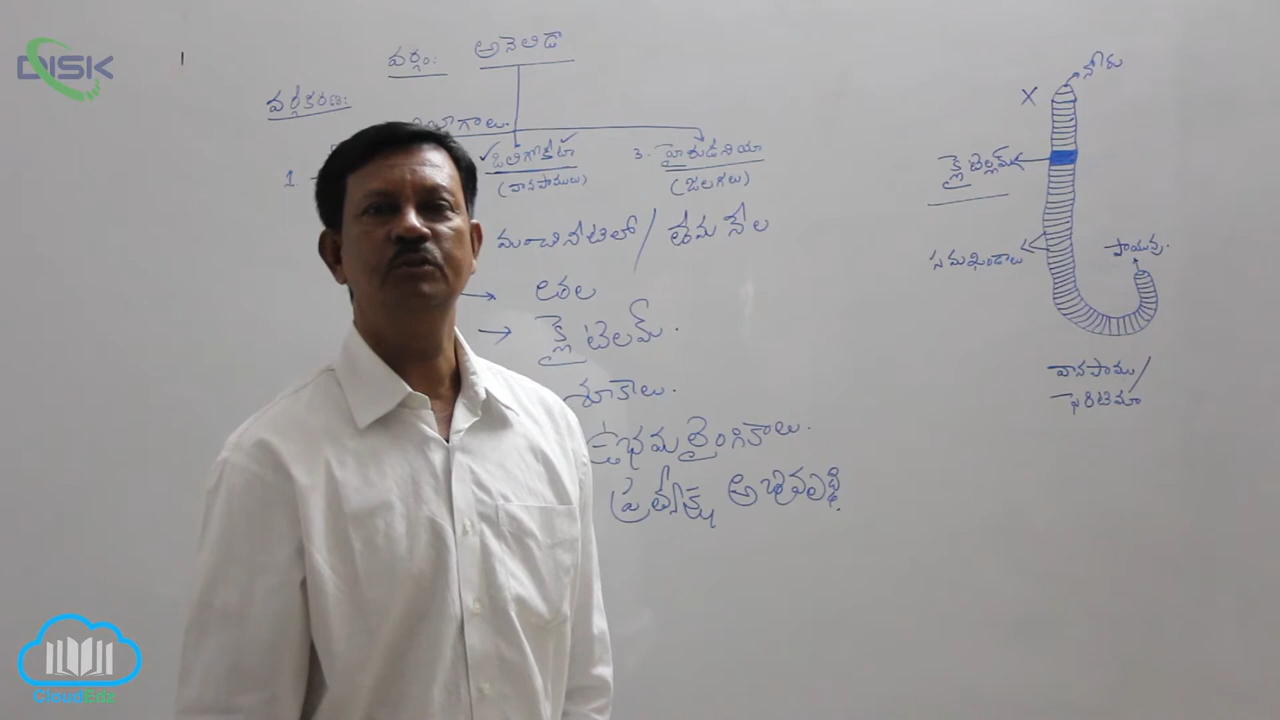 DISK
వర్గం: అనెలిడా
వర్గీకరణ:
విభాగాలు.
1.
ఒలిగోకీటా
(వానపాములు)
3. హైరుడినియా
(జలగలు)
మంచినీటిలో / తేమ నేల
→ తల
→ క్లైటెలమ్.
శూకాలు.
ఉభయలైంగికాలు.
ప్రత్యక్ష అభివృద్ధి.
X
నోరు
క్లైటెల్లమ్
సమఖండాలు
పాయువు.
వానపాము /
ఫెరిటిమా
CloudEdz